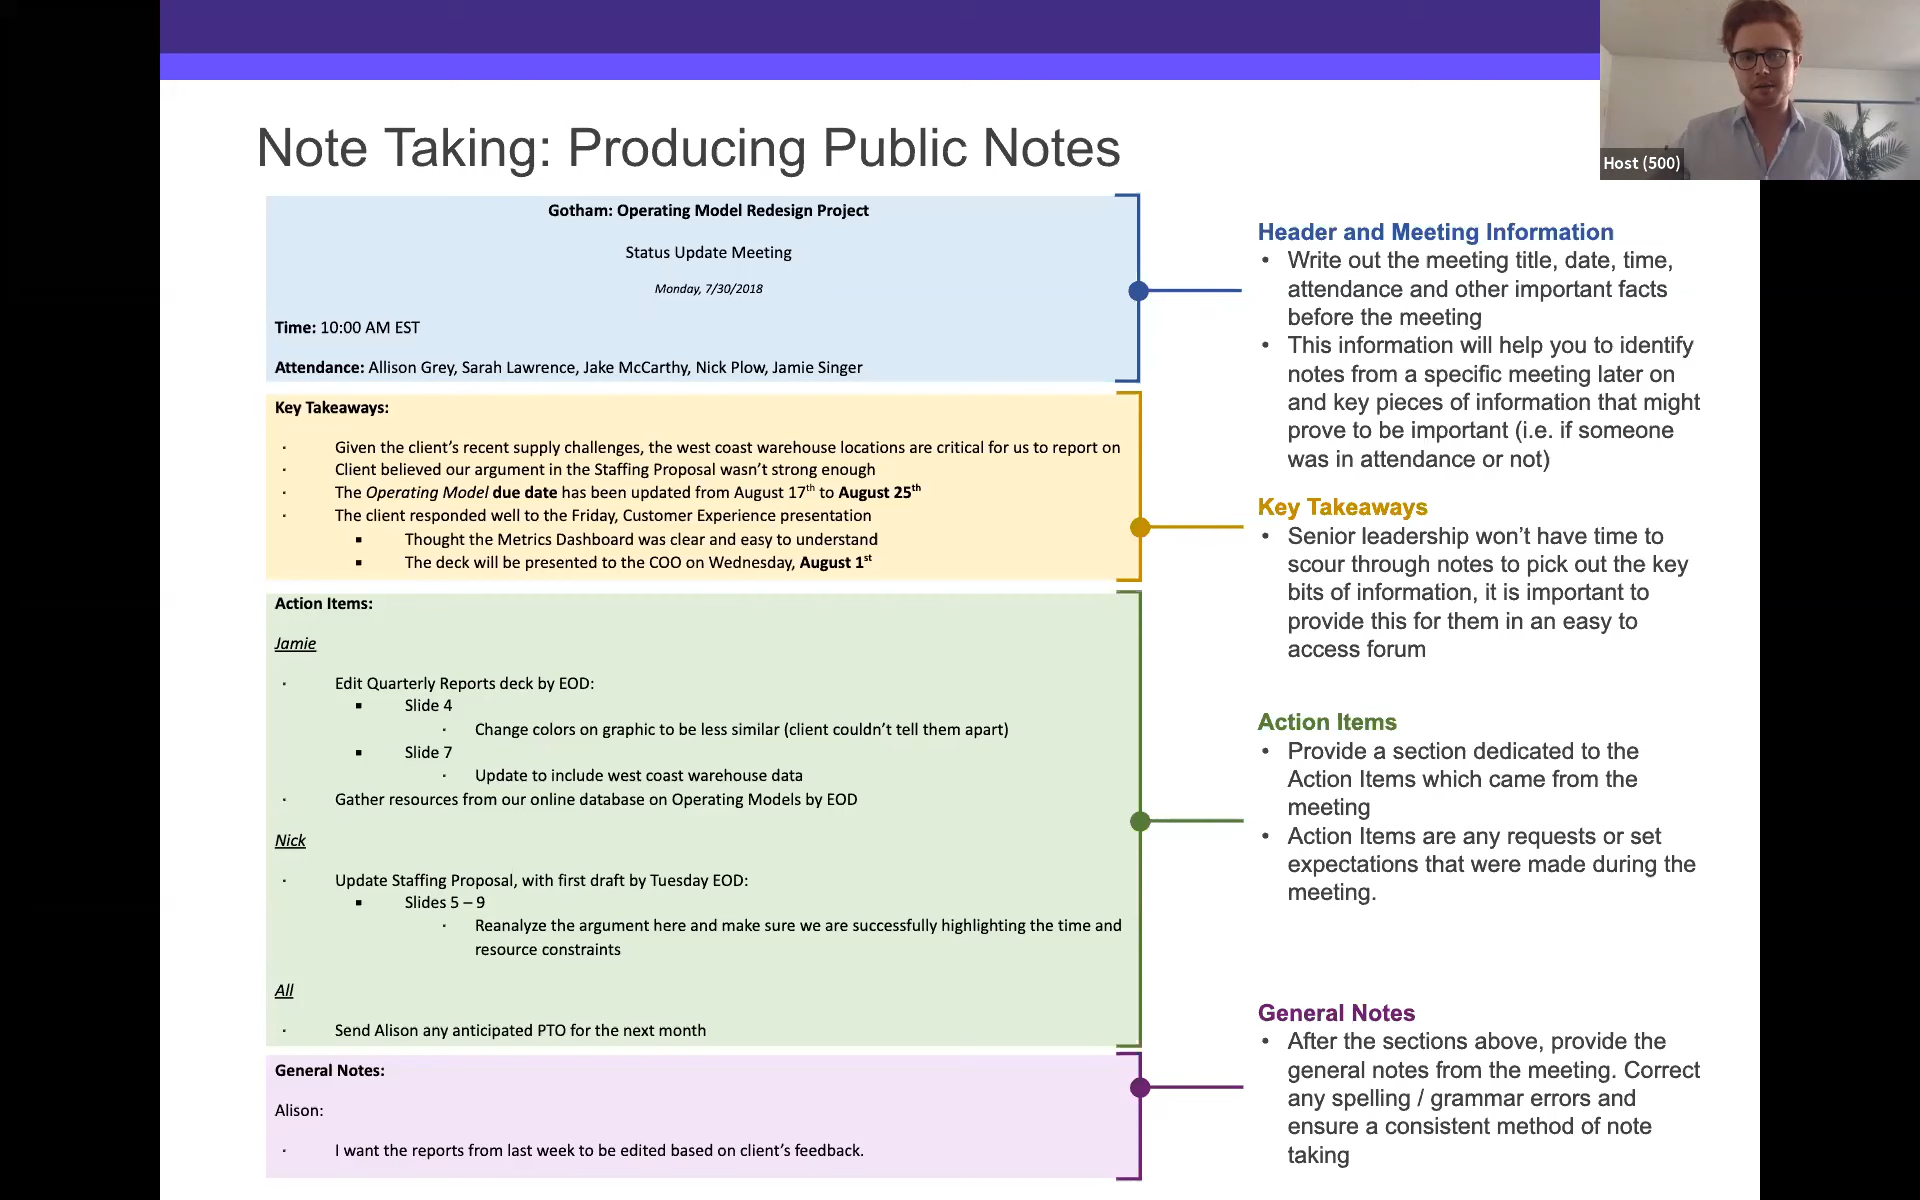 Note Taking: Producing Public Notes
Host (500)
Gotham: Operating Model Redesign Project
Status Update Meeting
Monday, 7/30/2018
Time: 10:00 AM EST
Attendance: Allison Grey, Sarah Lawrence, Jake McCarthy, Nick Plow, Jamie Singer
Key Takeaways:
· Given the client’s recent supply challenges, the west coast warehouse locations are critical for us to report on
· Client believed our argument in the Staffing Proposal wasn’t strong enough
· The Operating Model due date has been updated from August 17th to August 25th
· The client responded well to the Friday, Customer Experience presentation
▪ Thought the Metrics Dashboard was clear and easy to understand
▪ The deck will be presented to the COO on Wednesday, August 1st
Action Items:
Jamie
· Edit Quarterly Reports deck by EOD:
▪ Slide 4
· Change colors on graphic to be less similar (client couldn’t tell them apart)
▪ Slide 7
· Update to include west coast warehouse data
· Gather resources from our online database on Operating Models by EOD
Nick
· Update Staffing Proposal, with first draft by Tuesday EOD:
▪ Slides 5 – 9
· Reanalyze the argument here and make sure we are successfully highlighting the time and
resource constraints
All
· Send Alison any anticipated PTO for the next month
General Notes:
Alison:
· I want the reports from last week to be edited based on client’s feedback.
Header and Meeting Information
• Write out the meeting title, date, time,
attendance and other important facts
before the meeting
• This information will help you to identify
notes from a specific meeting later on
and key pieces of information that might
prove to be important (i.e. if someone
was in attendance or not)
Key Takeaways
• Senior leadership won’t have time to
scour through notes to pick out the key
bits of information, it is important to
provide this for them in an easy to
access forum
Action Items
• Provide a section dedicated to the
Action Items which came from the
meeting
• Action Items are any requests or set
expectations that were made during the
meeting.
General Notes
• After the sections above, provide the
general notes from the meeting. Correct
any spelling / grammar errors and
ensure a consistent method of note
taking